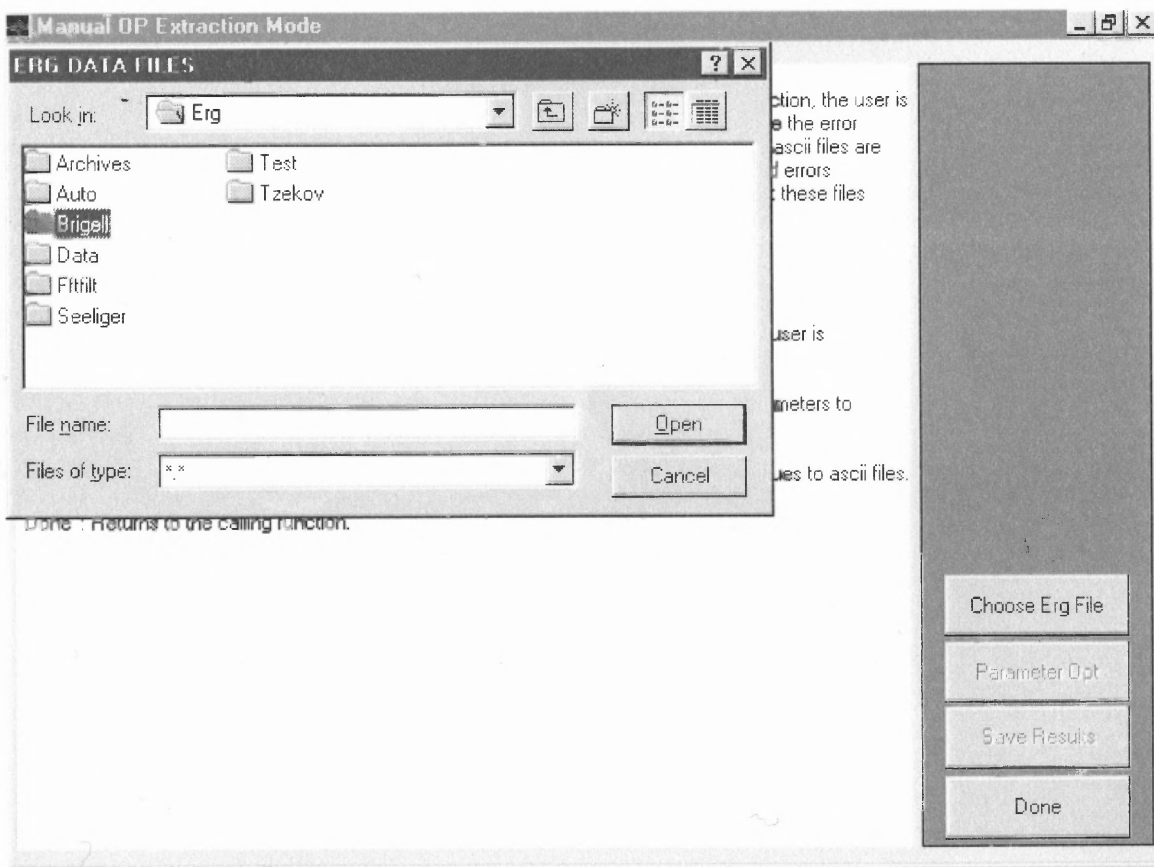 Manual OP Extraction Mode
ERG DATA FILES
Look in:
Erg
Archives
Auto
Brigell
Data
Fftfilt
Seeliger
Test
Tzekov
File name:
Open
Files of type:
*.*
Cancel
ction, the user is
e the error
ascii files are
errors
these files
user is
meters to
ues to ascii files.
Done : Returns to the calling function.
Choose Erg File
Parameter Opt
Save Results
Done